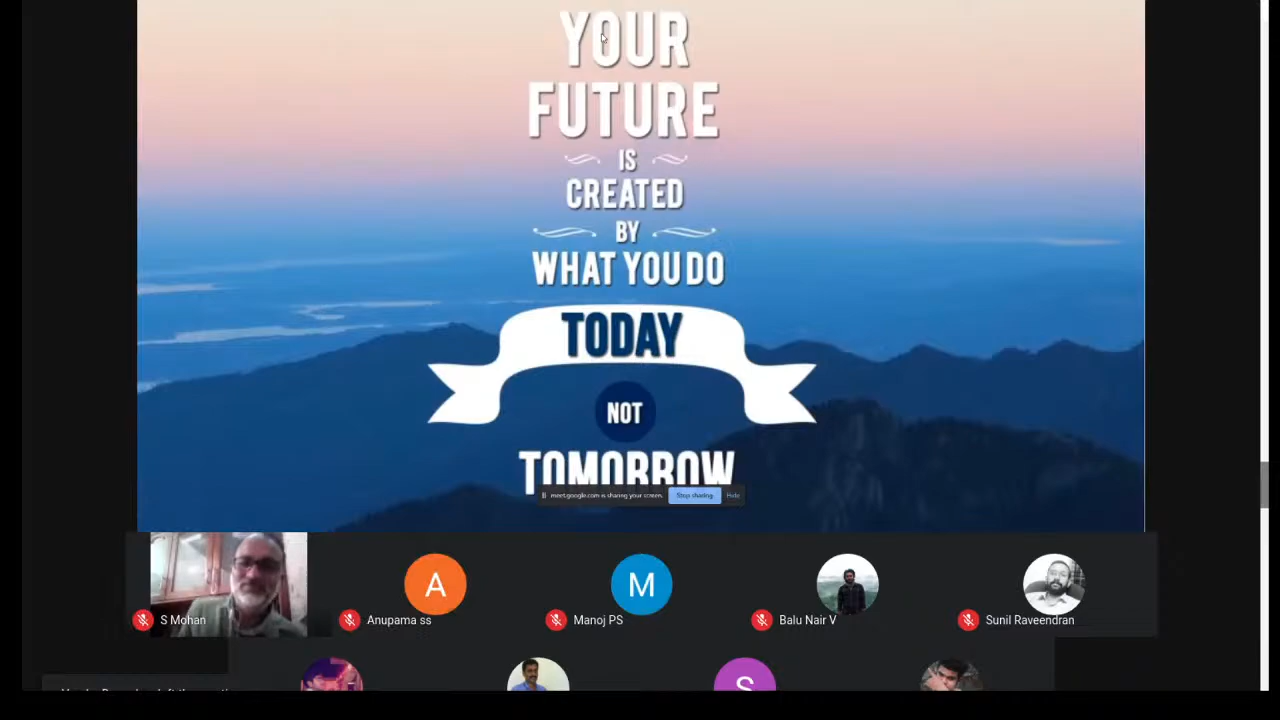 YOUR
FUTURE
IS
CREATED
BY
WHAT YOU DO
TODAY
NOT
TOMORROW
meet.google.com is sharing your screen.
Stop sharing
Hide
A
M
S Mohan
Anupama ss
Manoj PS
Balu Nair V
Sunil Raveendran
S